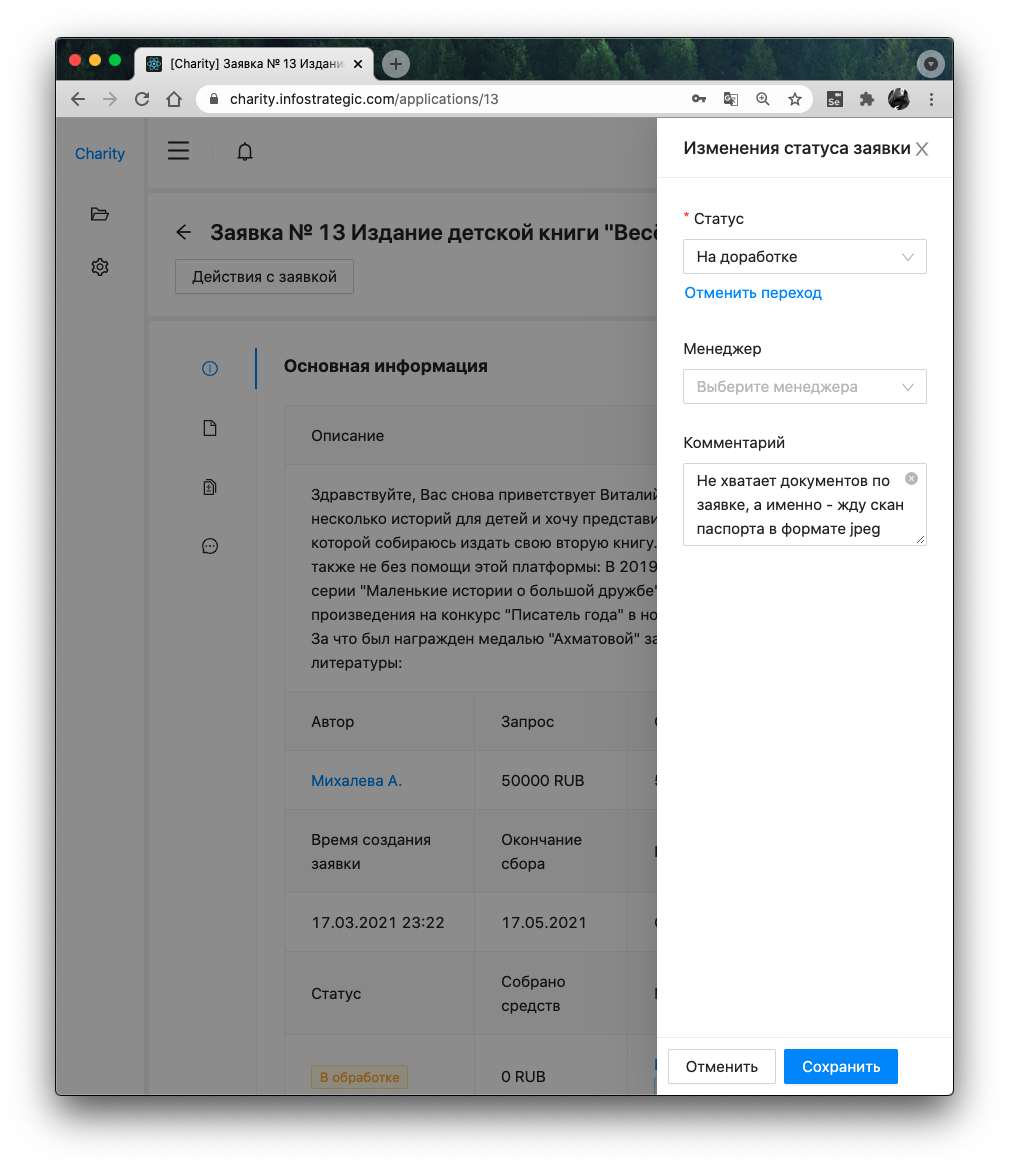 [Charity] Заявка № 13 Издани
charity.infostrategic.com/applications/13
Se
Charity
Заявка № 13 Издание детской книги "Весё
Действия с заявкой
Основная информация
Описание
Здравствуйте, Вас снова приветствует Виталий
несколько историй для детей и хочу представи
которой собираюсь издать свою вторую книгу.
также не без помощи этой платформы: В 2019
серии "Маленькие истории о большой дружбе"
произведения на конкурс "Писатель года" в но
За что был награжден медалью "Ахматовой" за
литературы:
Автор
Запрос
Михалева А.
50000 RUB
Время создания
заявки
Окончание
сбора
17.03.2021 23:22
17.05.2021
Статус
Собрано
средств
В обработке
0 RUB
Изменения статуса заявки
* Статус
На доработке
Отменить переход
Менеджер
Выберите менеджера
Комментарий
Не хватает документов по
заявке, а именно - жду скан
паспорта в формате jpeg
Отменить
Сохранить